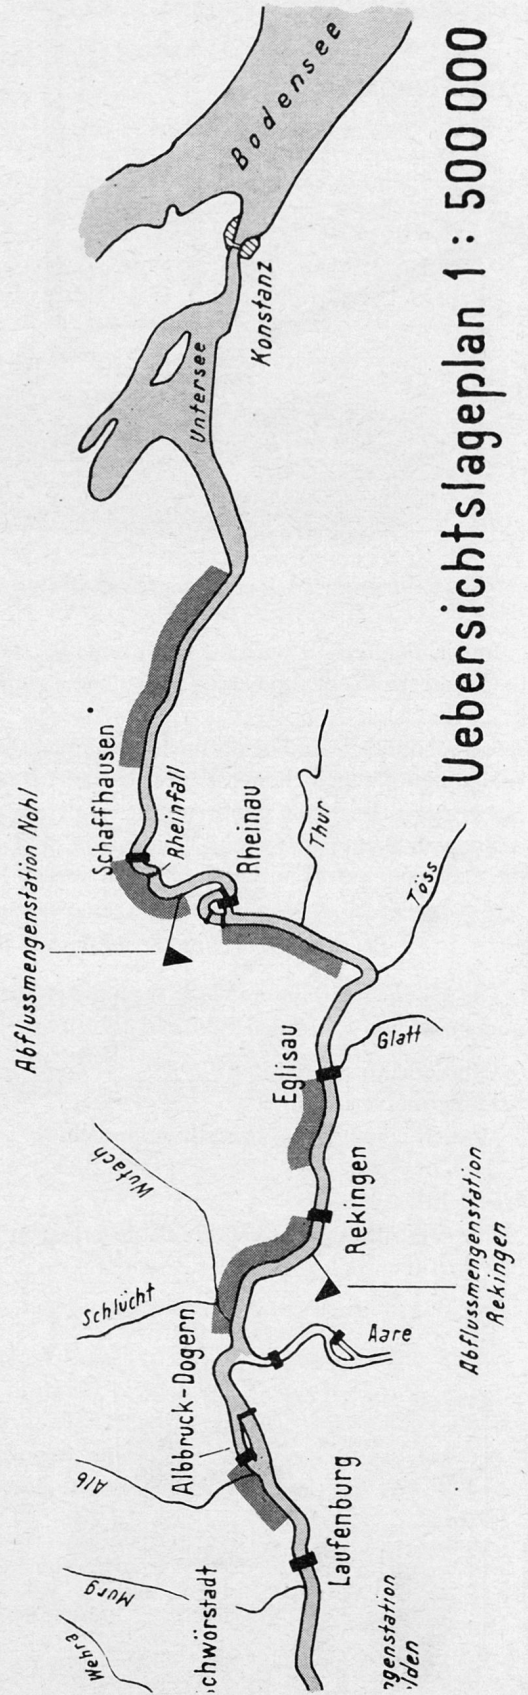 Uebersichtslageplan 1 : 500 000
Bodensee
Konstanz
Untersee
Schaffhausen
Rheinfall
Rheinau
Thur
Töss
Abflussmengenstation Nohl
Eglisau
Glatt
Wutach
Rekingen
Abflussmengenstation
Rekingen
Schlücht
Aare
Albbruck-Dogern
Alb
Laufenburg
Murg
Wehra
chwörstadt
ngenstation
lden